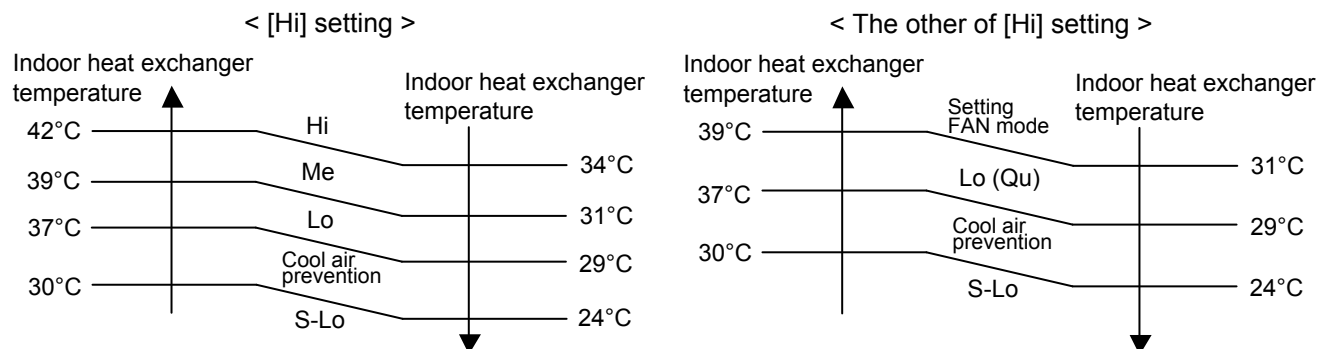 < [Hi] setting >
Indoor heat exchanger
temperature
Indoor heat exchanger
temperature
42°C
Hi
34°C
39°C
Me
31°C
37°C
Lo
29°C
Cool air
prevention
30°C
S-Lo
24°C
< The other of [Hi] setting >
Indoor heat exchanger
temperature
Indoor heat exchanger
temperature
39°C
Setting
FAN mode
31°C
37°C
Lo (Qu)
29°C
Cool air
prevention
30°C
S-Lo
24°C